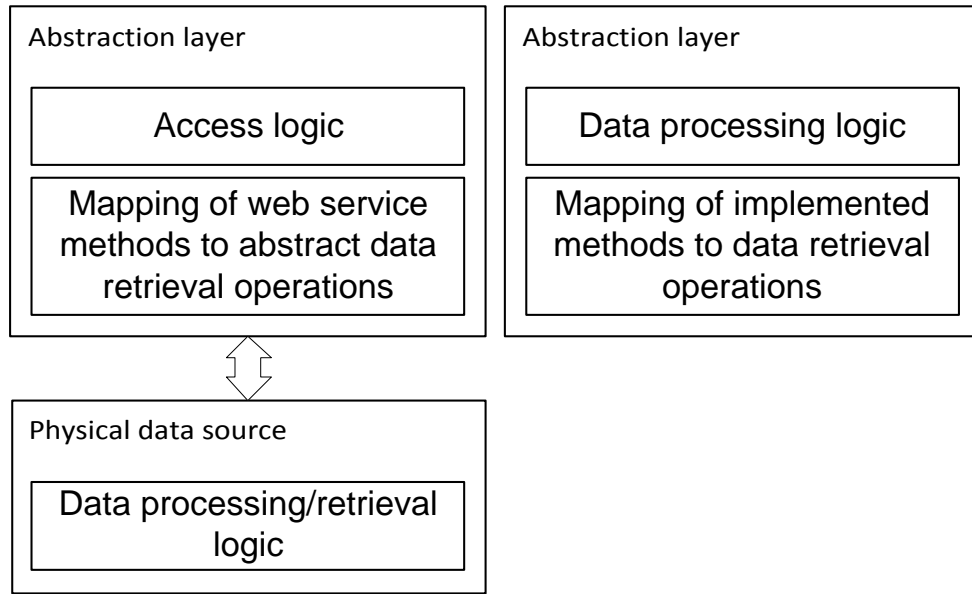 Abstraction layer
Access logic
Mapping of web service
methods to abstract data
retrieval operations
Abstraction layer
Data processing logic
Mapping of implemented
methods to data retrieval
operations
Physical data source
Data processing/retrieval
logic